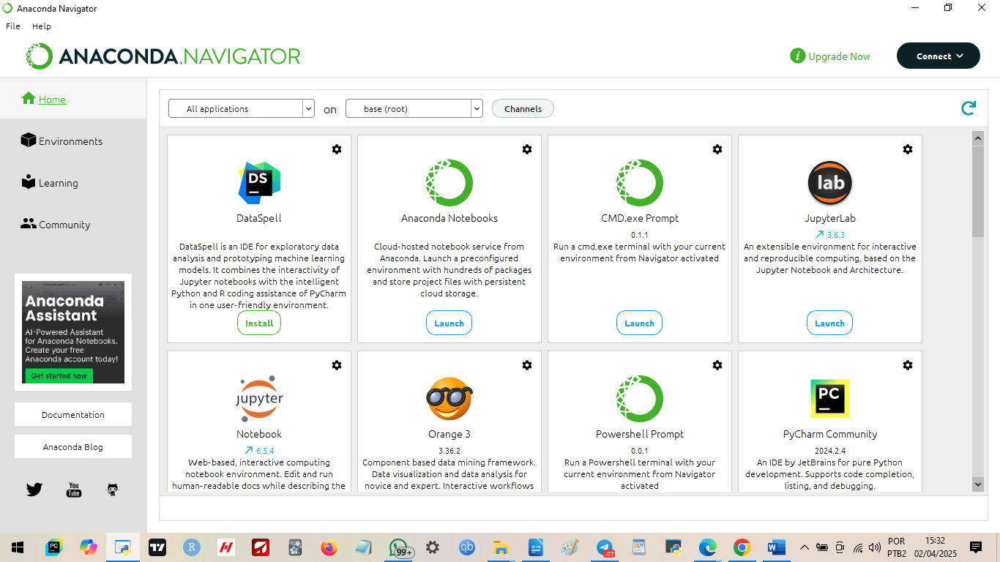 Anaconda Navigator
File Help
ANACONDA.NAVIGATOR
i Upgrade Now
Connect
Home
Environments
Learning
Community
All applications on base (root) Channels
DS
DataSpell
DataSpell is an IDE for exploratory data
analysis and prototyping machine learning
models. It combines the interactivity of
Jupyter notebooks with the intelligent
Python and R coding assistance of PyCharm
in one user-friendly environment.
Install
Anaconda Notebooks
Cloud-hosted notebook service from
Anaconda. Launch a preconfigured
environment with hundreds of packages
and store project files with persistent
cloud storage.
Launch
CMD.exe Prompt
0.1.1
Run a cmd.exe terminal with your current
environment from Navigator activated
Launch
lab
JupyterLab
3.6.3
An extensible environment for interactive
and reproducible computing, based on the
Jupyter Notebook and Architecture.
Launch
jupyter
Notebook
6.5.4
Web-based, interactive computing
notebook environment. Edit and run
human-readable docs while describing the
Orange 3
3.36.2
Component based data mining framework.
Data visualization and data analysis for
novice and expert. Interactive workflows
Powershell Prompt
0.0.1
Run a Powershell terminal with your
current environment from Navigator
activated
PC
PyCharm Community
2024.2.4
An IDE by JetBrains for pure Python
development. Supports code completion,
listing, and debugging.
Anaconda
Assistant
AI-Powered Assistant
for Anaconda Notebooks.
Create your free
Anaconda account today!
Get started now
Documentation
Anaconda Blog
You
Tube
PC
R
99+
qb
.07
W
POR
PTB2
15:32
02/04/2025